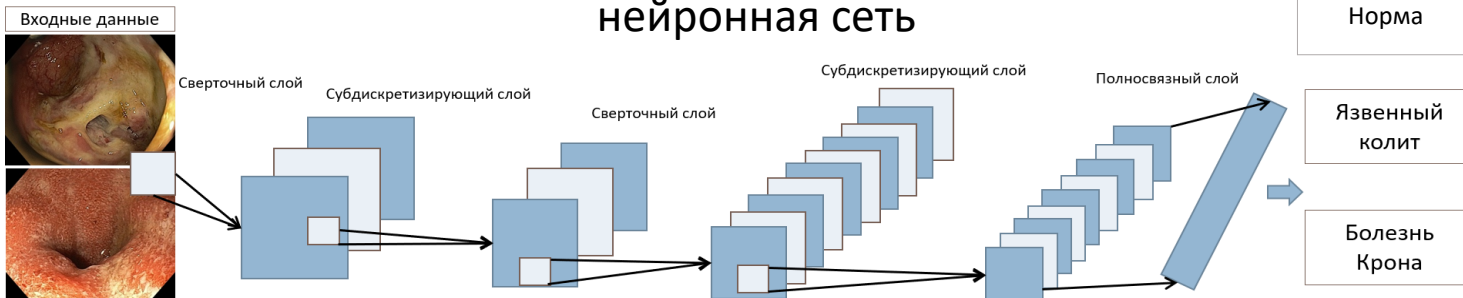 нейронная сеть
Входные данные
Сверточный слой
Субдискретизирующий слой
Сверточный слой
Субдискретизирующий слой
Полносвязный слой
Норма
Язвенный
колит
Болезнь
Крона